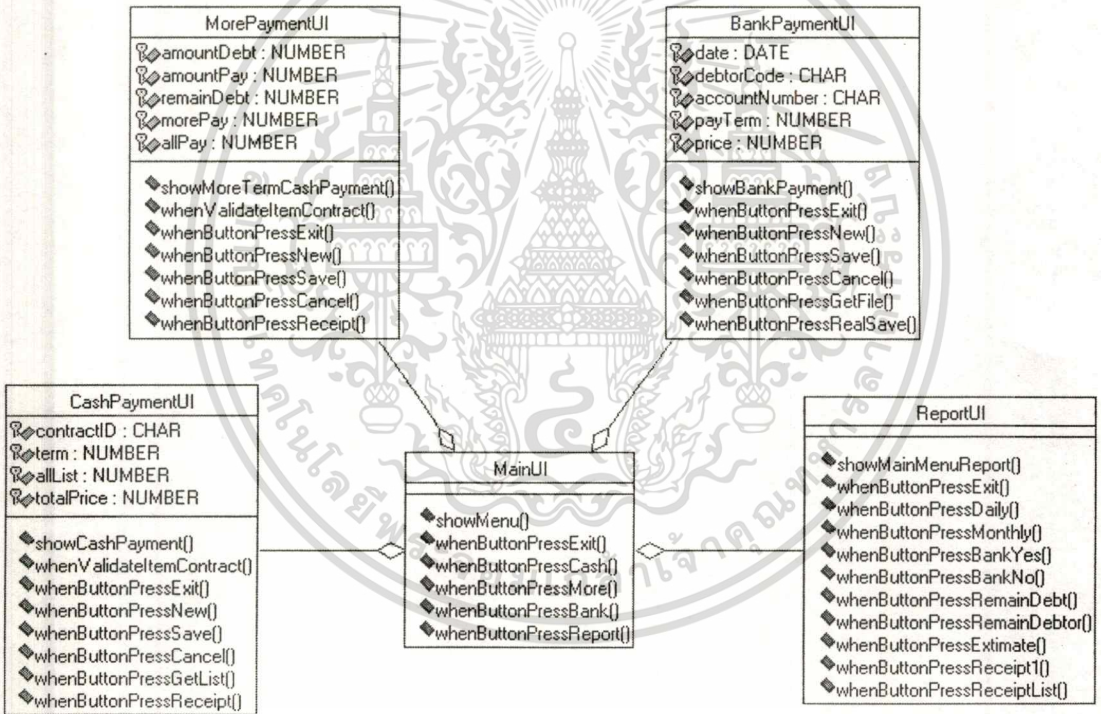 MorePaymentUI
amountDebt : NUMBER
amountPay : NUMBER
remainDebt : NUMBER
morePay : NUMBER
allPay : NUMBER
showMoreTermCashPayment()
whenValidateItemContract()
whenButtonPressExit()
whenButtonPressNew()
whenButtonPressSave()
whenButtonPressCancel()
whenButtonPressReceipt()
BankPaymentUI
date : DATE
debtorCode : CHAR
accountNumber : CHAR
payTerm : NUMBER
price : NUMBER
showBankPayment()
whenButtonPressExit()
whenButtonPressNew()
whenButtonPressSave()
whenButtonPressCancel()
whenButtonPressGetFile()
whenButtonPressRealSave()
CashPaymentUI
contractID : CHAR
term : NUMBER
allList : NUMBER
totalPrice : NUMBER
showCashPayment()
whenValidateItemContract()
whenButtonPressExit()
whenButtonPressNew()
whenButtonPressSave()
whenButtonPressCancel()
whenButtonPressGetList()
whenButtonPressReceipt()
MainUI
showMenu()
whenButtonPressExit()
whenButtonPressCash()
whenButtonPressMore()
whenButtonPressBank()
whenButtonPressReport()
ReportUI
showMainMenuReport()
whenButtonPressExit()
whenButtonPressDaily()
whenButtonPressMonthly()
whenButtonPressBankYes()
whenButtonPressBankNo()
whenButtonPressRemainDebt()
whenButtonPressRemainDebtor()
whenButtonPressExtimate()
whenButtonPressReceipt1()
whenButtonPressReceiptList()